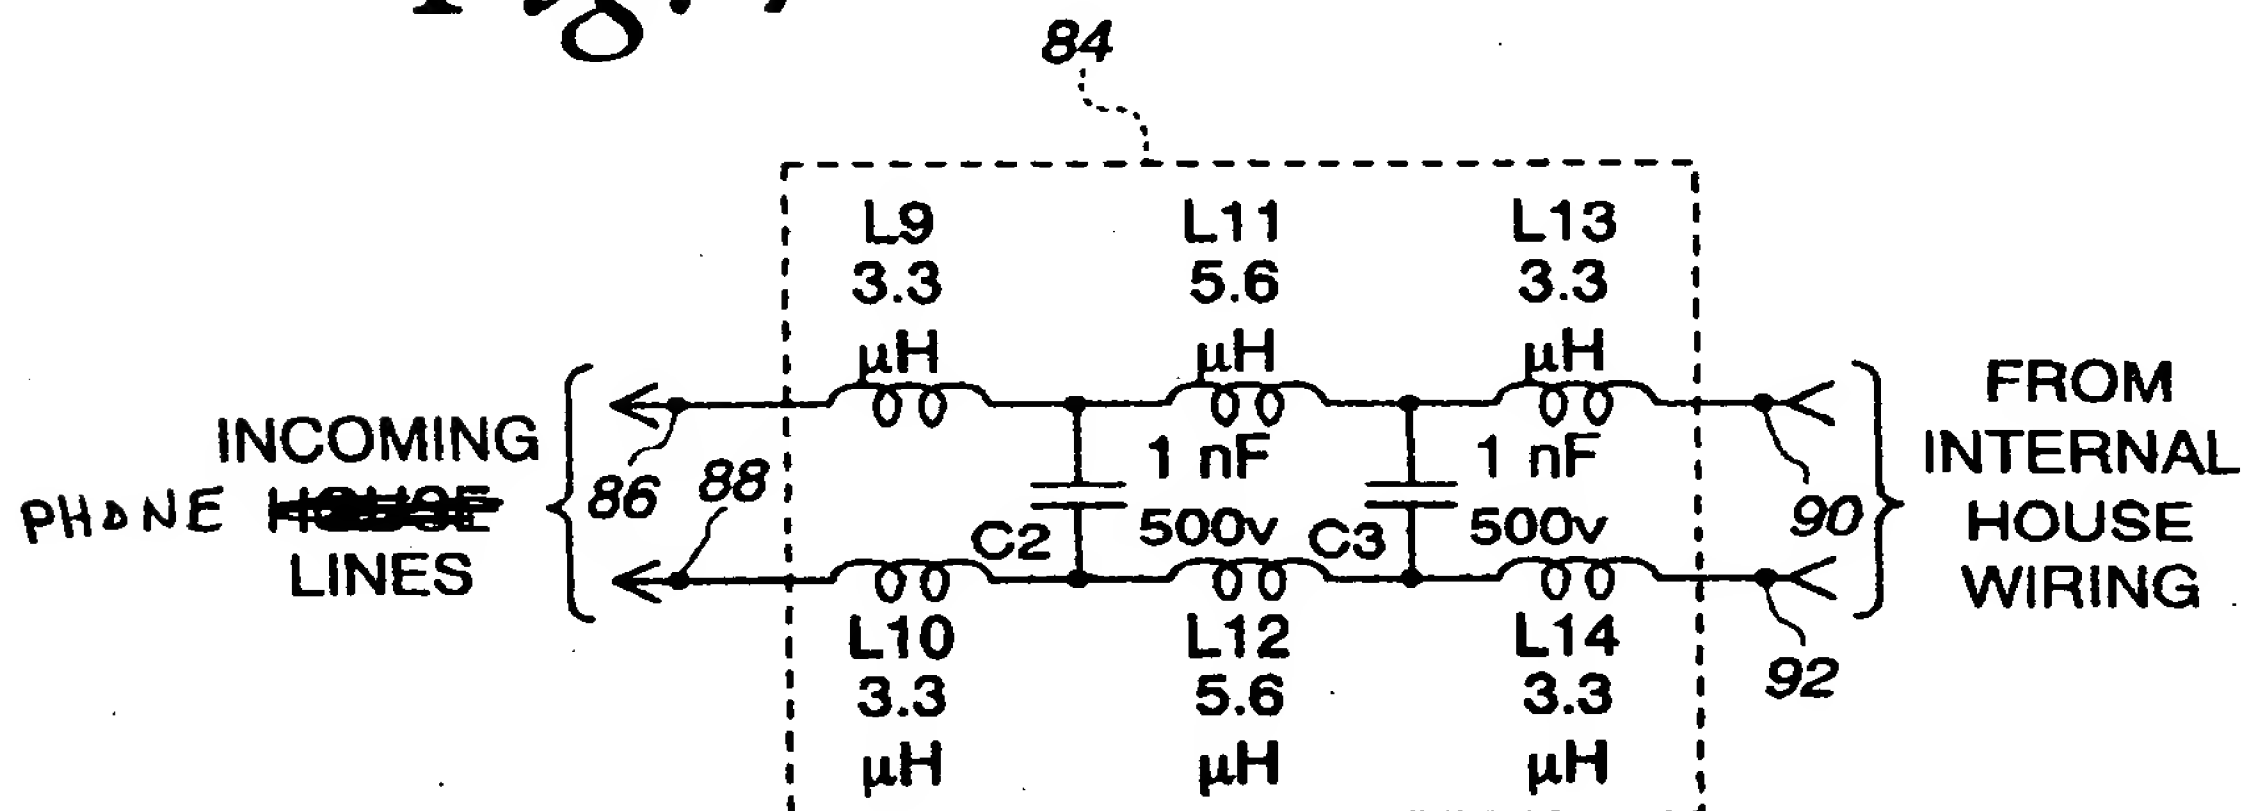 84
L9
3.3
µH
L11
5.6
µH
L13
3.3
µH
INCOMING
PHONE HOUSE
LINES
86
88
1 nF
500v
C2
1 nF
500v
C3
90
92
FROM
INTERNAL
HOUSE
WIRING
L10
3.3
µH
L12
5.6
µH
L14
3.3
µH